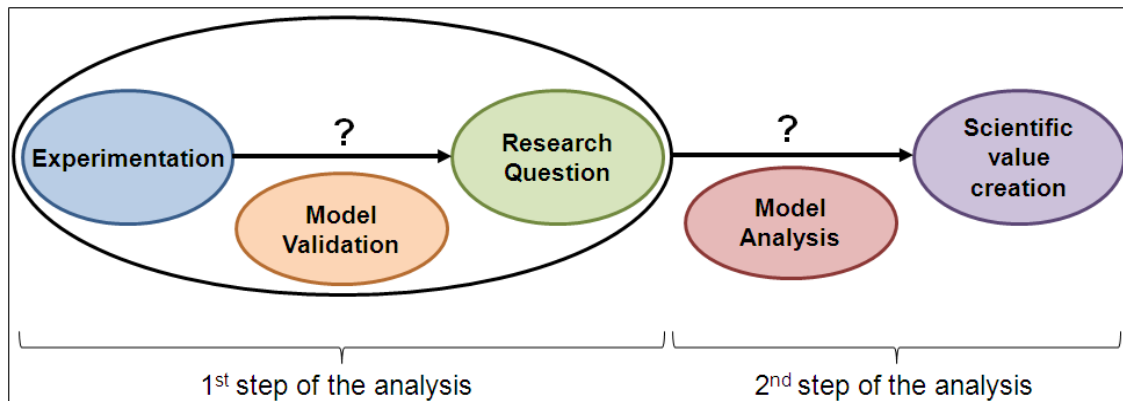 ?
Experimentation
Research
Question
Model
Validation
?
Model
Analysis
Scientific
value
creation
1st step of the analysis
2nd step of the analysis